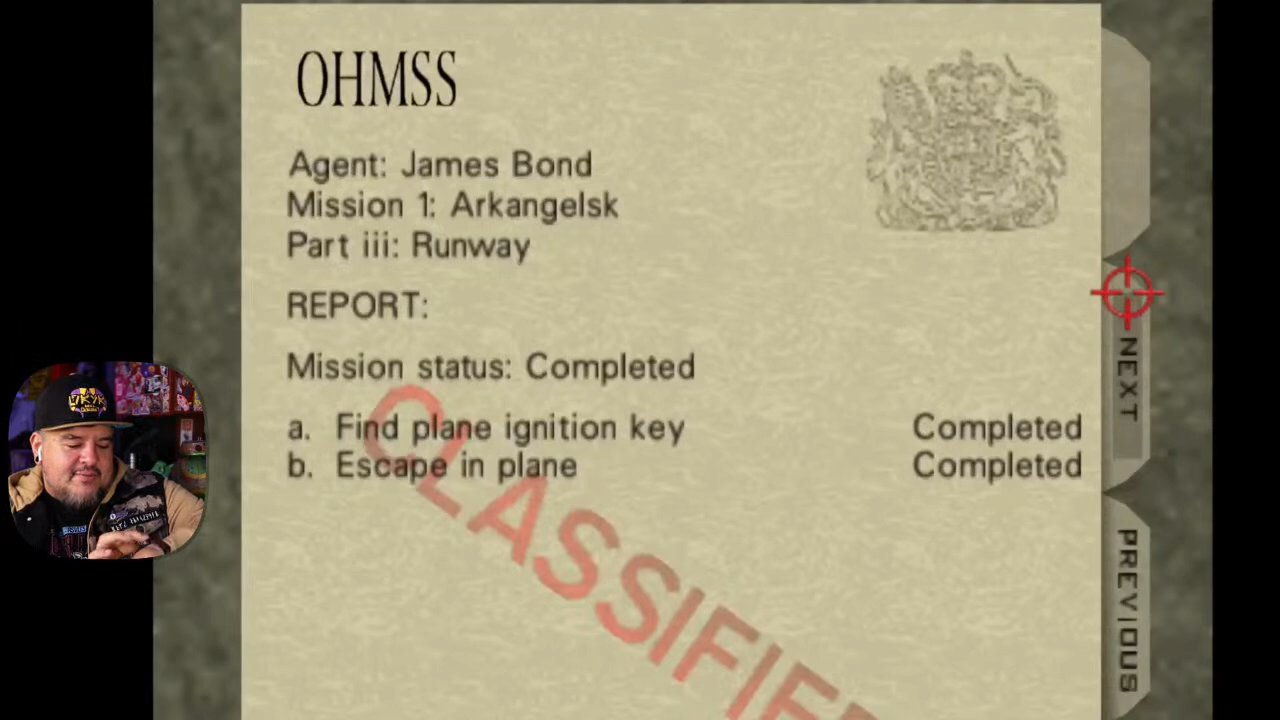 OHMSS
Agent: James Bond
Mission 1: Arkangelsk
Part iii: Runway
REPORT:
Mission status: Completed
a. Find plane ignition key Completed
b. Escape in plane Completed
CLASSIFIE
NEXT
PREVIOUS